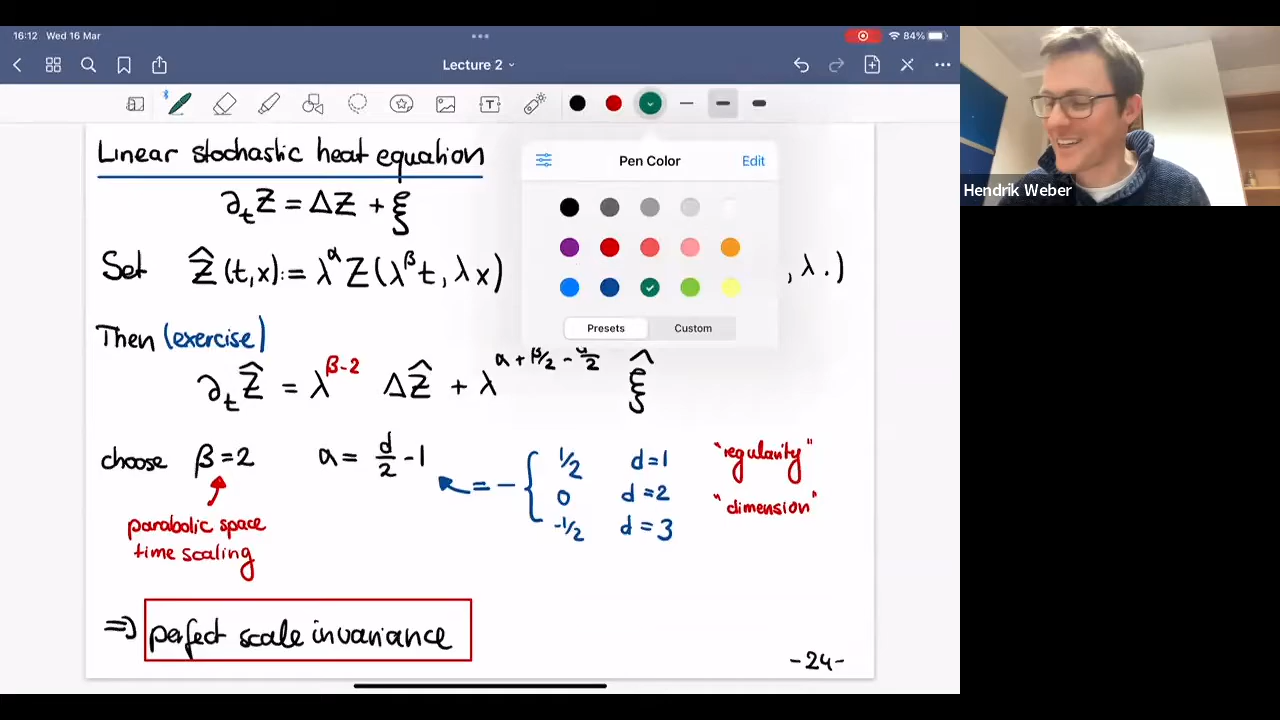 16:12 Wed 16 Mar
84%
Lecture 2
Linear stochastic heat equation
∂ₜZ = ΔZ + ξ
Pen Color
Edit
Presets
Custom
Set Ẑ(t,x):= λ^α Z(λ^β t, λx)
, λ·)
Then (exercise)
∂ₜẐ = λ^(β-2) ΔẐ + λ^(α+β/2-d/2) ξ̂
choose β=2 α= d/2 -1
= -{
1/2 d=1
0 d=2
-1/2 d=3
"regularity"
"dimension"
parabolic space
time scaling
⇒ perfect scale invariance
-24-
Hendrik Weber